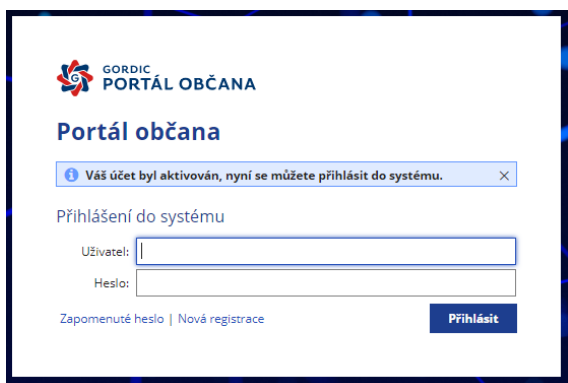 GORDIC
PORTÁL OBČANA
Portál občana
Váš účet byl aktivován, nyní se můžete přihlásit do systému.
Přihlášení do systému
Uživatel:
Heslo:
Zapomenuté heslo | Nová registrace
Přihlásit